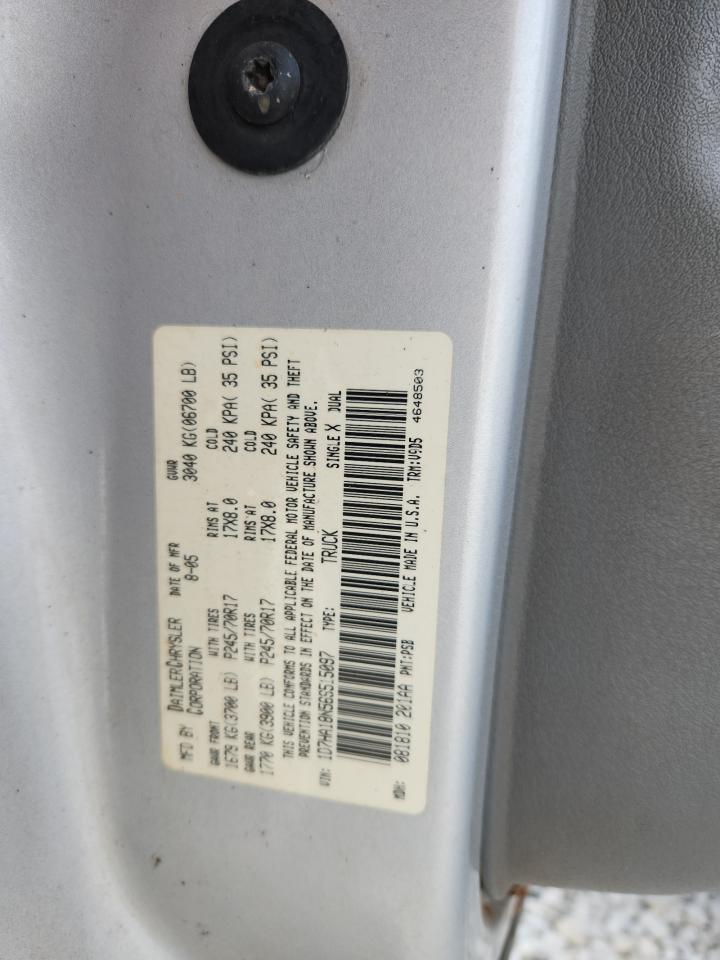 MFD BY DAIMLERCHRYSLER DATE OF MFR GVWR
CORPORATION 8-05 3040 KG(06700 LB)
GAWR FRONT WITH TIRES RIMS AT COLD
1679 KG(3700 LB) P245/70R17 17X8.0 240 KPA( 35 PSI)
GAWR REAR WITH TIRES RIMS AT COLD
1770 KG(3900 LB) P245/70R17 17X8.0 240 KPA( 35 PSI)
THIS VEHICLE CONFORMS TO ALL APPLICABLE FEDERAL MOTOR VEHICLE SAFETY AND THEFT
PREVENTION STANDARDS IN EFFECT ON THE DATE OF MANUFACTURE SHOWN ABOVE.
VIN: 1D7HA18N56S515097 TYPE: TRUCK SINGLE X DUAL
MDH: 081810 201AA PNT:PSB VEHICLE MADE IN U.S.A. TRM:V9D5 4648503